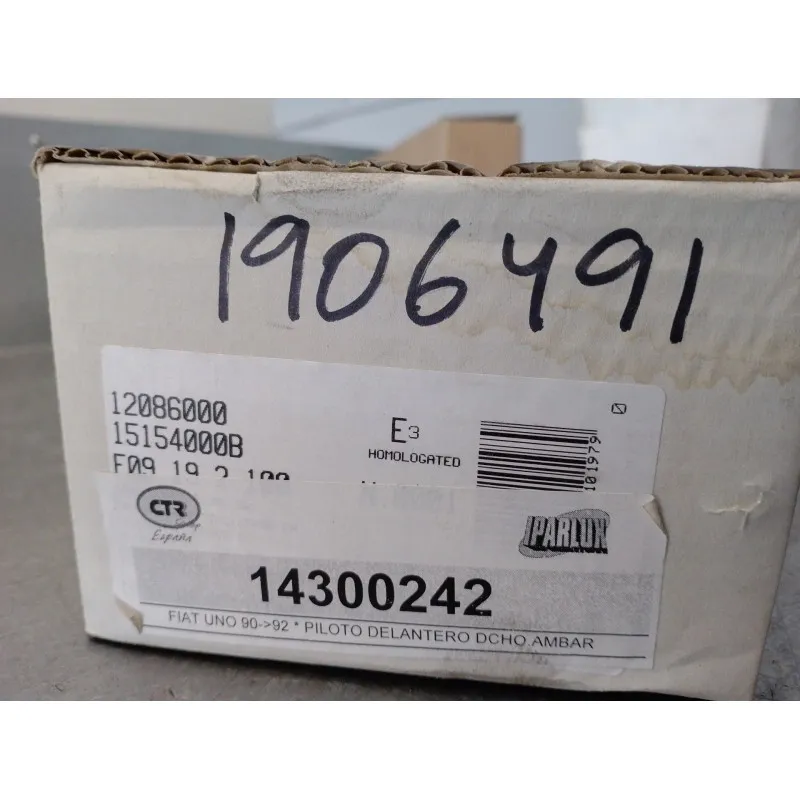 1906491
12086000
15154000B
E3
HOMOLOGATED
101979
CTR
España
IPARLUX
14300242
FIAT UNO 90->92 * PILOTO DELANTERO DCHO.AMBAR